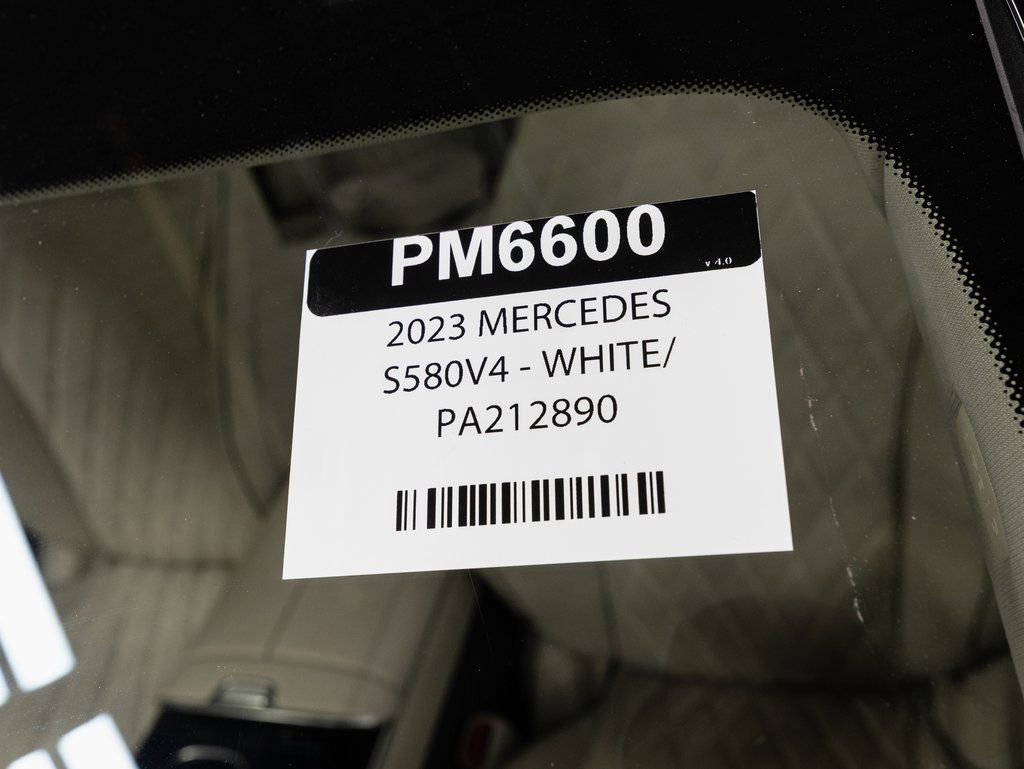 PM6600
v 4.0
2023 MERCEDES
S580V4 - WHITE/
PA212890